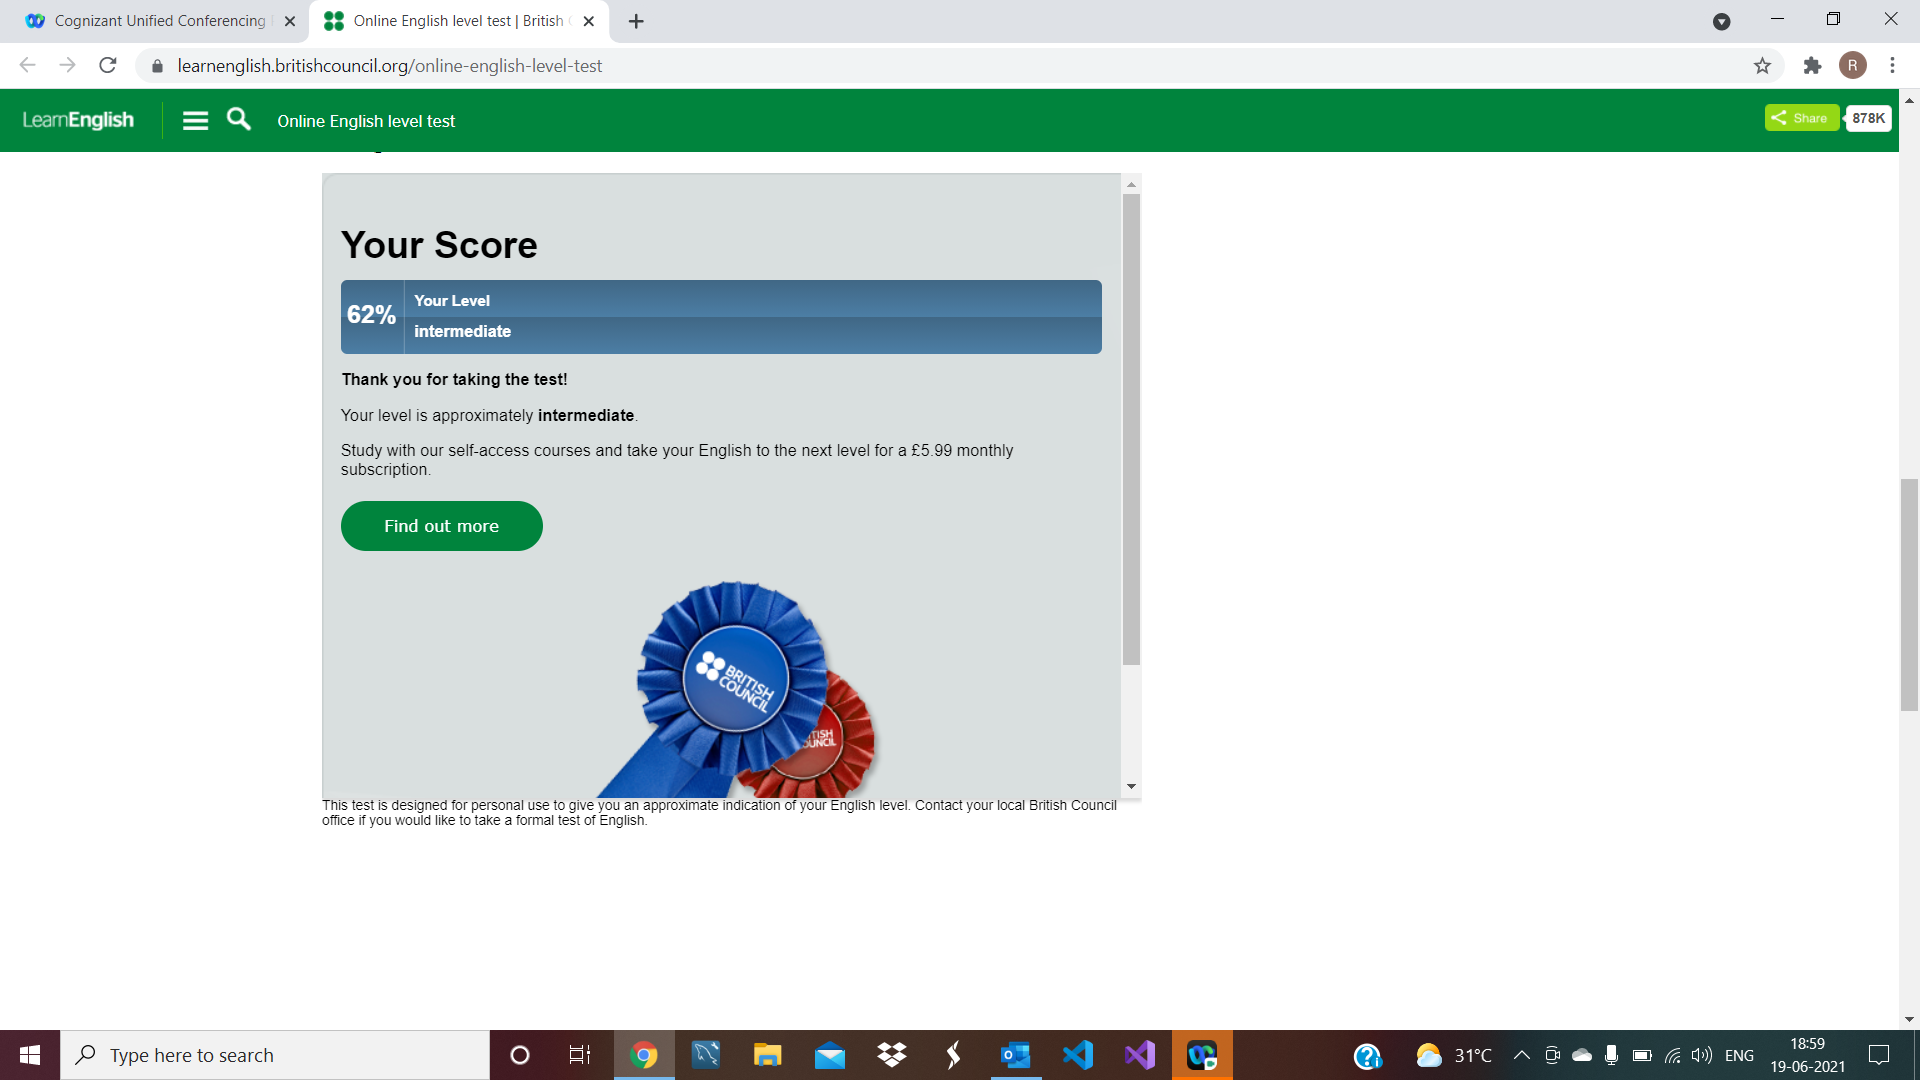 Cognizant Unified Conferencing
Online English level test | British
learnenglish.britishcouncil.org/online-english-level-test
R
LearnEnglish
Online English level test
Share
878K
Your Score
62%
Your Level
intermediate
Thank you for taking the test!
Your level is approximately intermediate.
Study with our self-access courses and take your English to the next level for a £5.99 monthly
subscription.
Find out more
BRITISH
COUNCIL
This test is designed for personal use to give you an approximate indication of your English level. Contact your local British Council
office if you would like to take a formal test of English.
Type here to search
31°C
ENG
18:59
19-06-2021